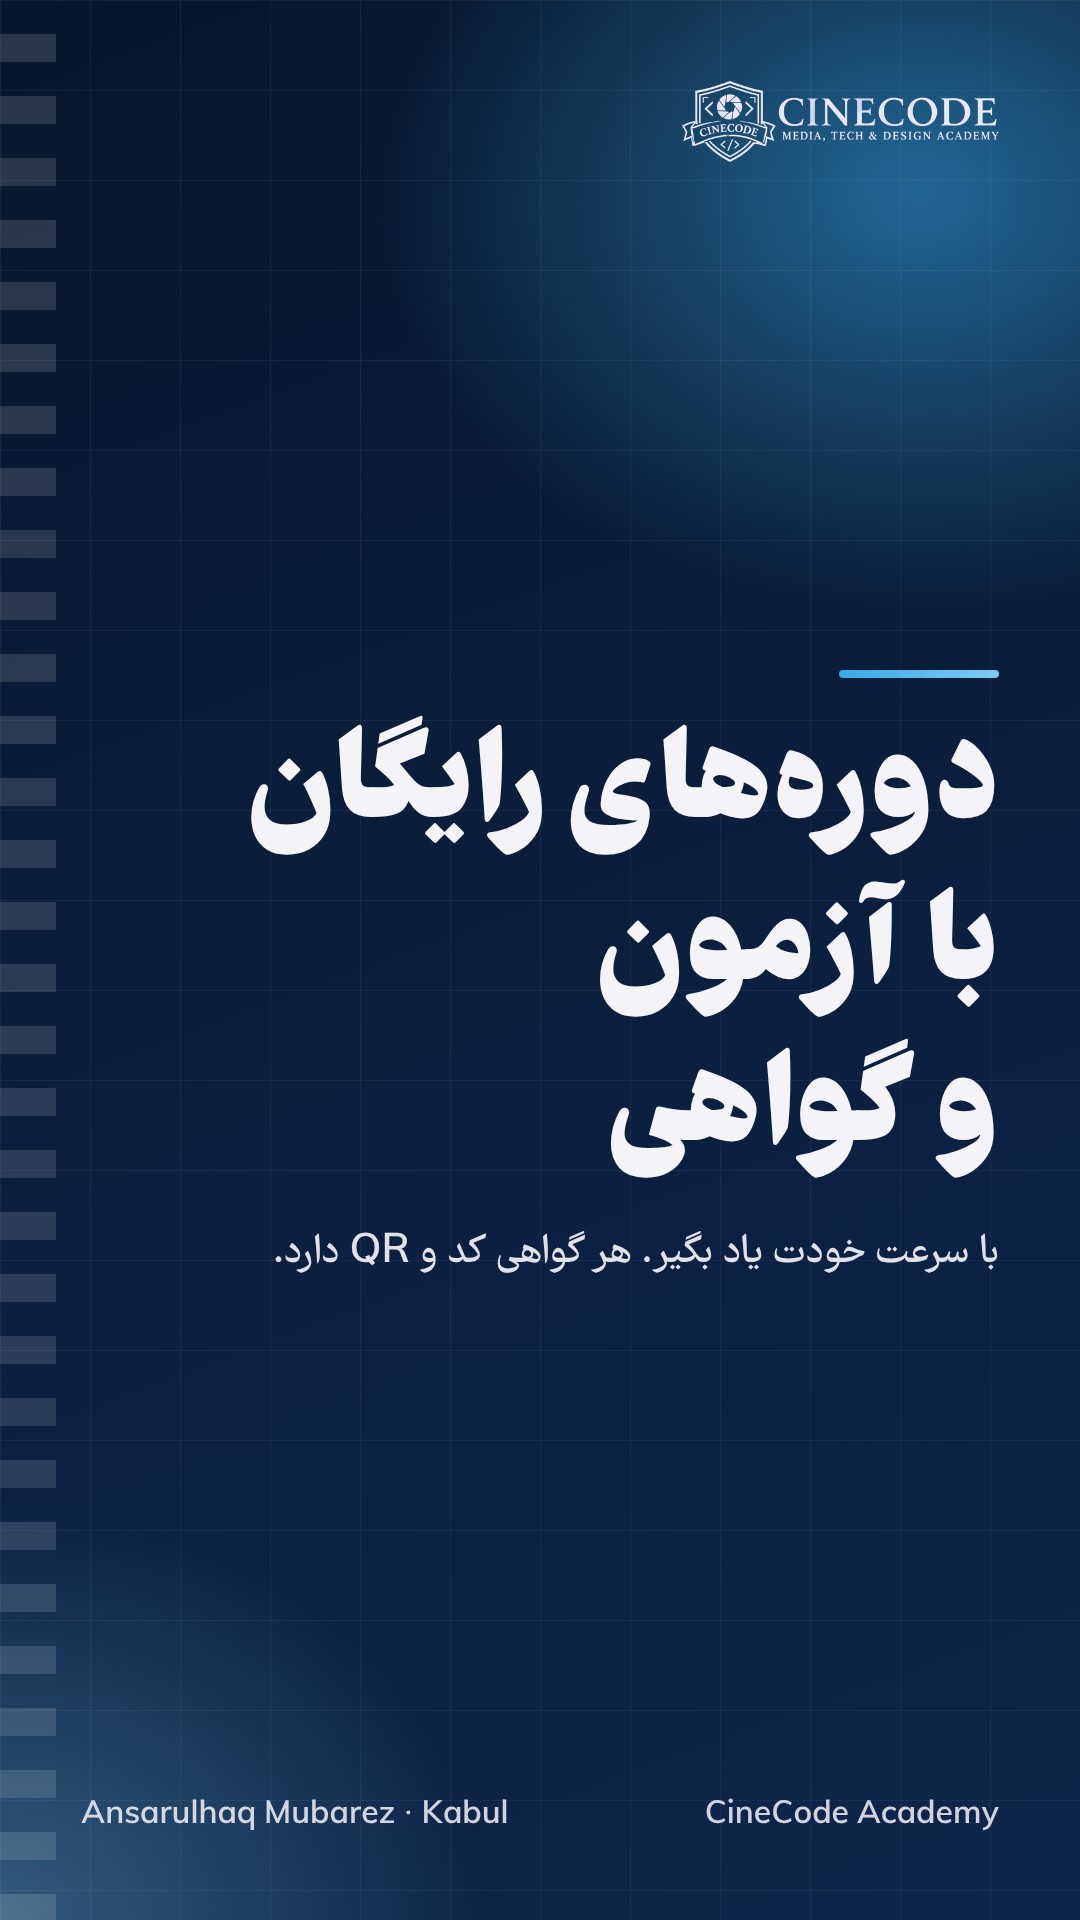 CINECODE
CINECODE
MEDIA, TECH & DESIGN ACADEMY
دوره‌های رایگان
با آزمون
و گواهی
با سرعت خودت یاد بگیر. هر گواهی کد و QR دارد.
Ansarulhaq Mubarez · Kabul
CineCode Academy